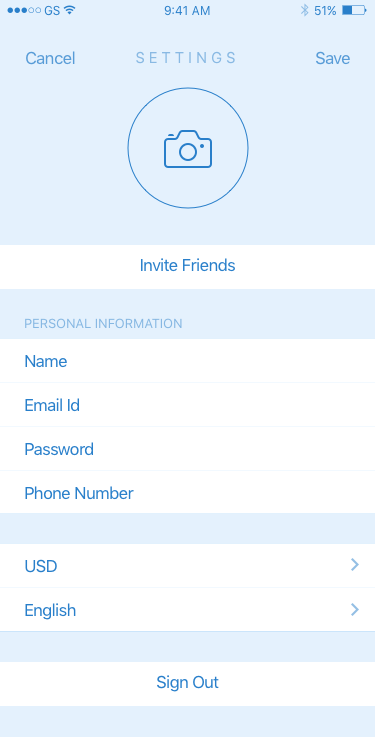 GS 9:41 AM 51%
Cancel SETTINGS Save
Invite Friends
PERSONAL INFORMATION
Name
Email Id
Password
Phone Number
USD
English
Sign Out